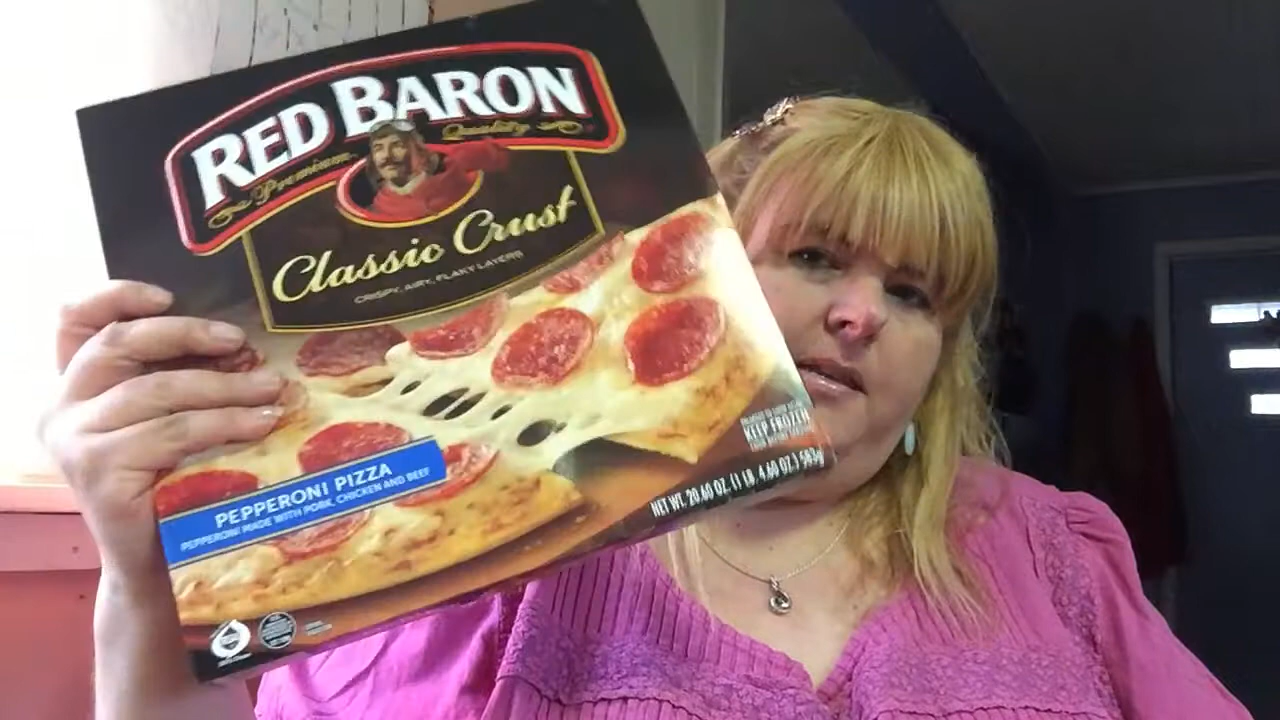 RED BARON
Premium Quality
Classic Crust
CRISPY, AIRY, FLAKY LAYERS
PEPPERONI PIZZA
PEPPERONI MADE WITH PORK, CHICKEN AND BEEF
KEEP FROZEN
NET WT. 20.60 OZ. (1 LB. 4.60 OZ.) 583g